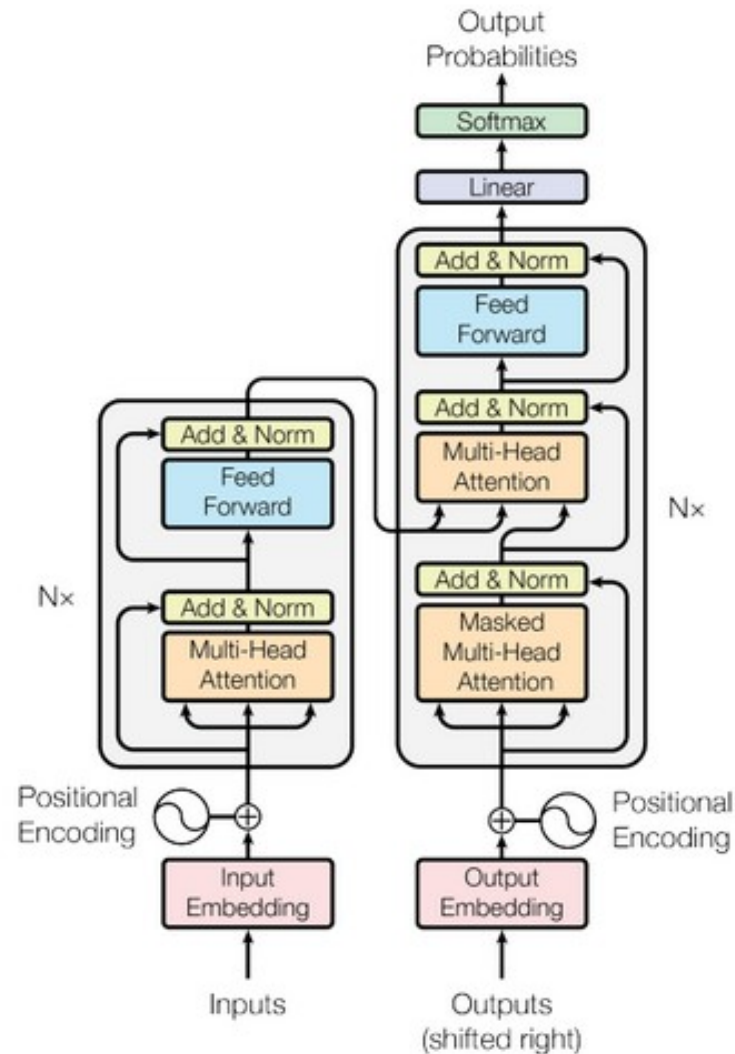 Output
Probabilities
Softmax
Linear
Add & Norm
Feed
Forward
Add & Norm
Multi-Head
Attention
Nx
Add & Norm
Masked
Multi-Head
Attention
Add & Norm
Feed
Forward
Nx
Add & Norm
Multi-Head
Attention
Positional
Encoding
Positional
Encoding
Input
Embedding
Output
Embedding
Inputs
Outputs
(shifted right)